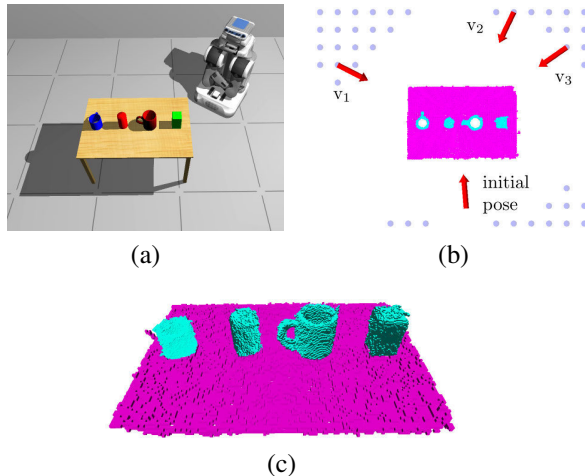 v₂
v₁
v₃
initial
pose
(a)
(b)
(c)